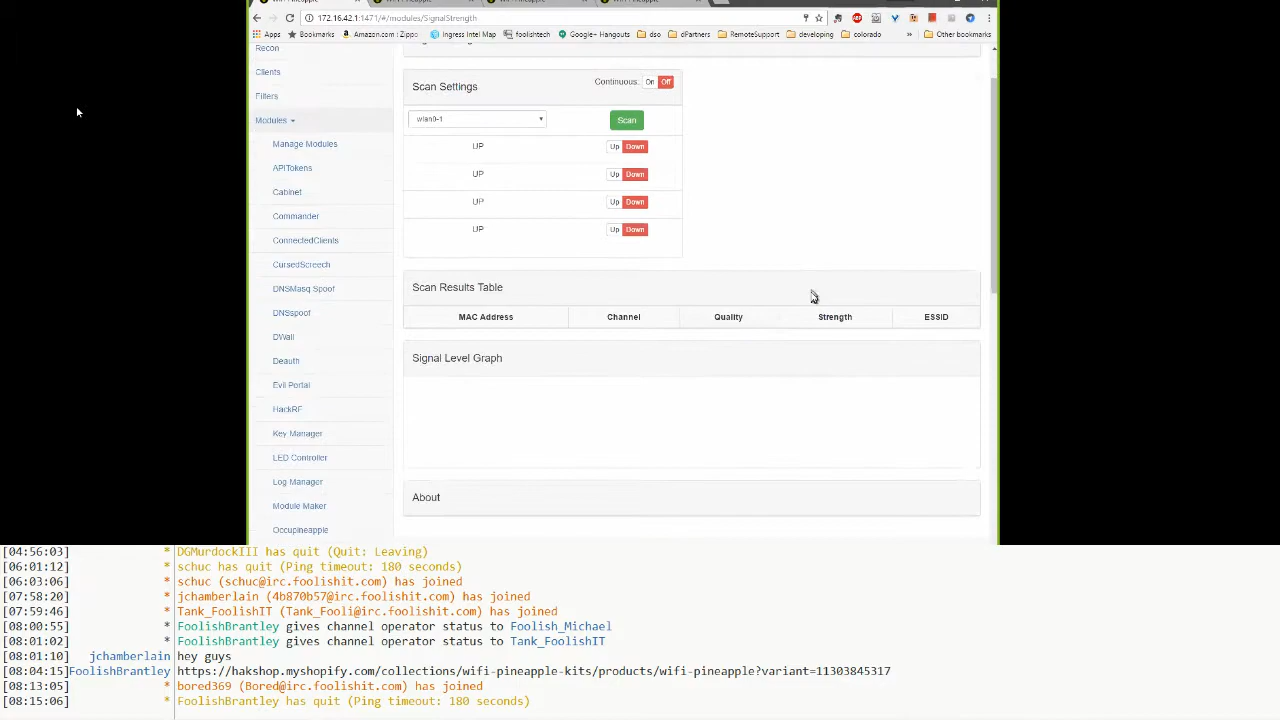 172.16.42.1:1471/#/modules/SignalStrength
Apps Bookmarks Amazon.com : Zippo Ingress Intel Map foolishtech Google+ Hangouts dso dPartners RemoteSupport developing colorado » Other bookmarks
Recon
Clients
Filters
Modules
Manage Modules
APITokens
Cabinet
Commander
ConnectedClients
CursedScreech
DNSMasq Spoof
DNSspoof
DWall
Deauth
Evil Portal
HackRF
Key Manager
LED Controller
Log Manager
Module Maker
Occupineapple
Scan Settings Continuous: On Off
wlan0-1 Scan
UP Up Down
UP Up Down
UP Up Down
UP Up Down
Scan Results Table
MAC Address Channel Quality Strength ESSID
Signal Level Graph
About
[04:56:03] * DGMurdockIII has quit (Quit: Leaving)
[06:01:12] * schuc has quit (Ping timeout: 180 seconds)
[06:03:06] * schuc (schuc@irc.foolishit.com) has joined
[07:58:20] * jchamberlain (4b870b57@irc.foolishit.com) has joined
[07:59:46] * Tank_FoolishIT (Tank_Fooli@irc.foolishit.com) has joined
[08:00:55] * FoolishBrantley gives channel operator status to Foolish_Michael
[08:01:02] * FoolishBrantley gives channel operator status to Tank_FoolishIT
[08:01:10] jchamberlain hey guys
[08:04:15] FoolishBrantley https://hakshop.myshopify.com/collections/wifi-pineapple-kits/products/wifi-pineapple?variant=11303845317
[08:13:05] * bored369 (Bored@irc.foolishit.com) has joined
[08:15:06] * FoolishBrantley has quit (Ping timeout: 180 seconds)